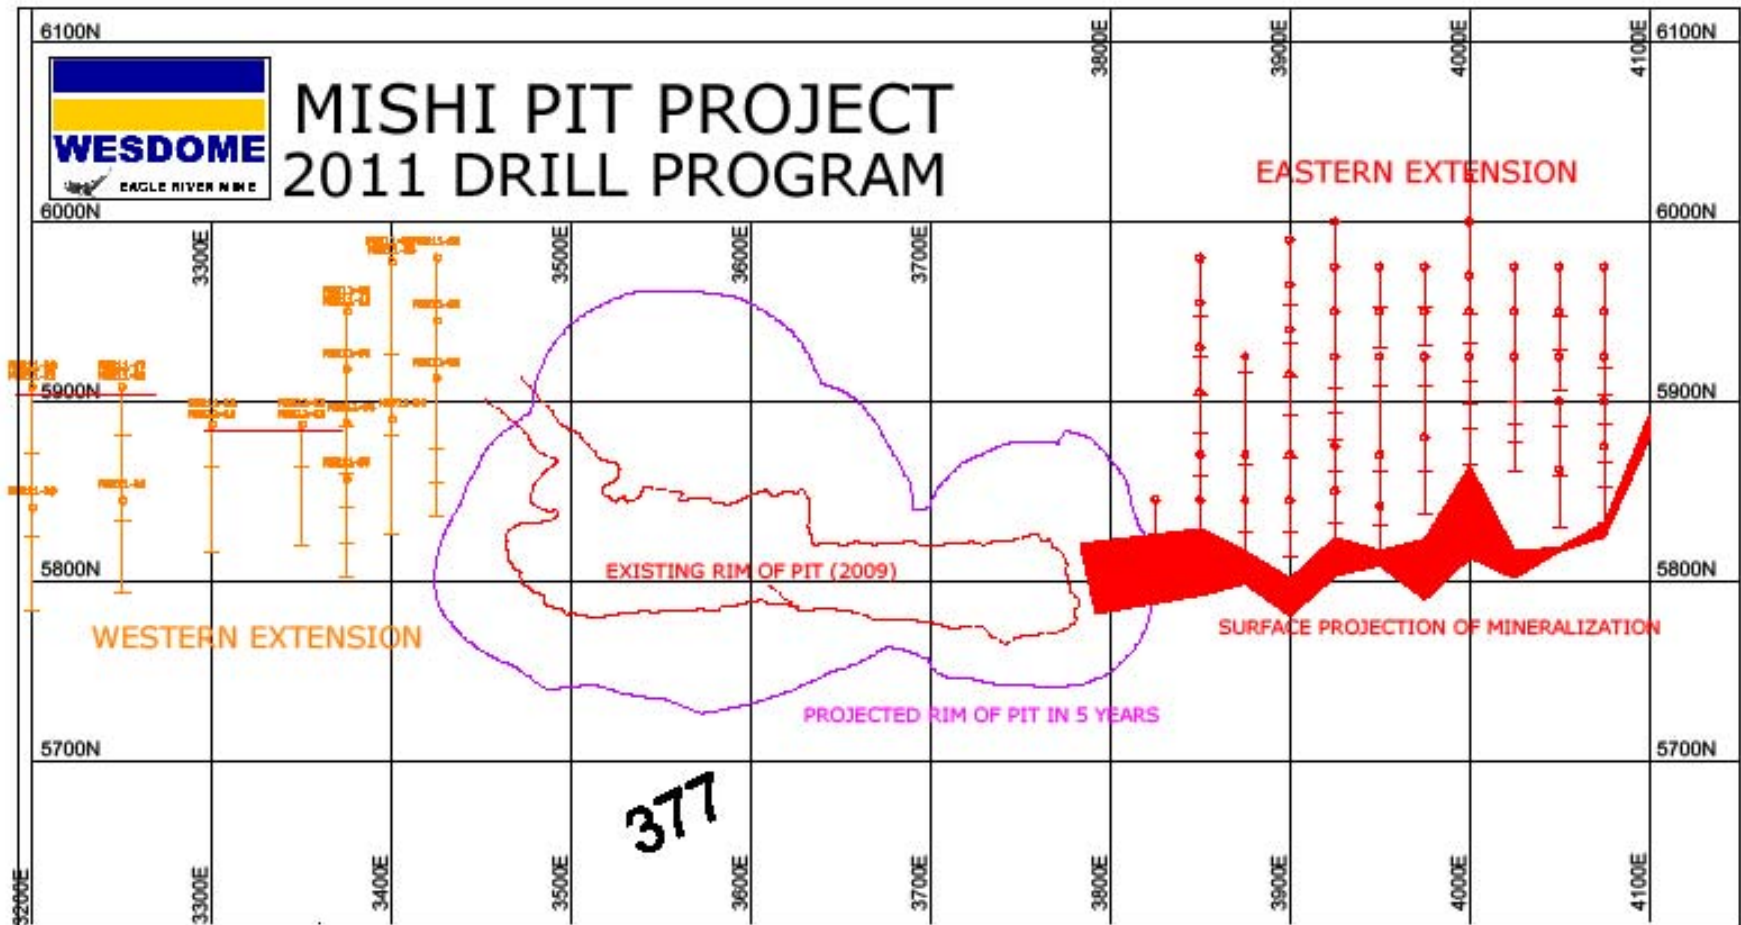 6100N
3800E
3900E
4000E
4100E
6100N
WESDOME
EAGLE RIVER MINE
MISHI PIT PROJECT
2011 DRILL PROGRAM
EASTERN EXTENSION
6000N
6000N
3300E
3500E
3600E
3700E
5900N
5900N
5800N
EXISTING RIM OF PIT (2009)
5800N
WESTERN EXTENSION
SURFACE PROJECTION OF MINERALIZATION
PROJECTED RIM OF PIT IN 5 YEARS
5700N
5700N
377
3200E
3300E
3400E
3500E
3600E
3700E
3800E
3900E
4000E
4100E